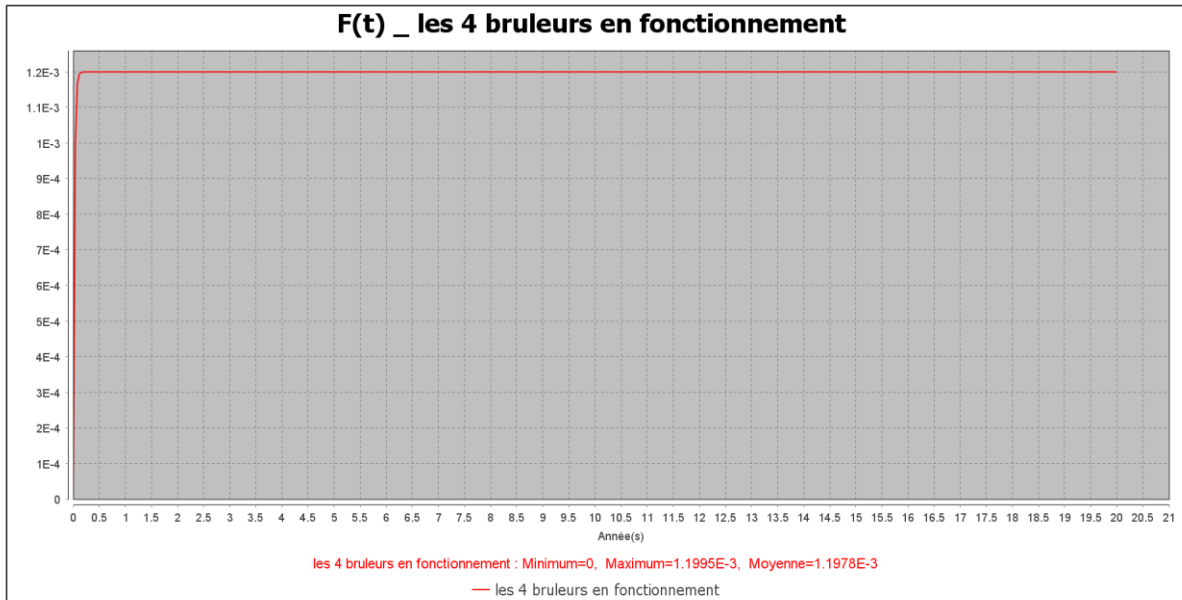 F(t) _ les 4 bruleurs en fonctionnement
1.2E-3
1.1E-3
1E-3
9E-4
8E-4
7E-4
6E-4
5E-4
4E-4
3E-4
2E-4
1E-4
0
0 0.5 1 1.5 2 2.5 3 3.5 4 4.5 5 5.5 6 6.5 7 7.5 8 8.5 9 9.5 10 10.5 11 11.5 12 12.5 13 13.5 14 14.5 15 15.5 16 16.5 17 17.5 18 18.5 19 19.5 20 20.5 21
Année(s)
les 4 bruleurs en fonctionnement : Minimum=0, Maximum=1.1995E-3, Moyenne=1.1978E-3
les 4 bruleurs en fonctionnement